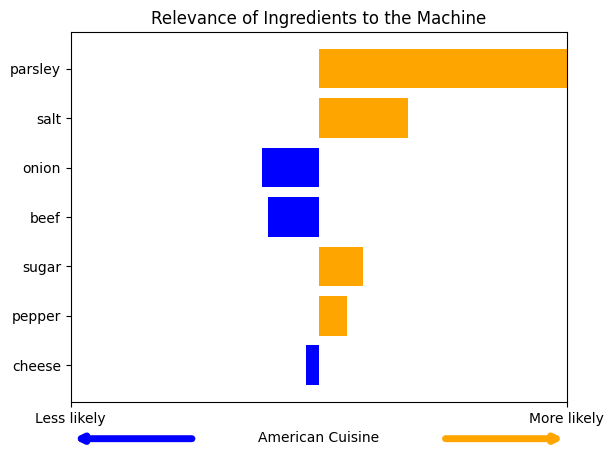 Relevance of Ingredients to the Machine
parsley
salt
onion
beef
sugar
pepper
cheese
Less likely
More likely
American Cuisine